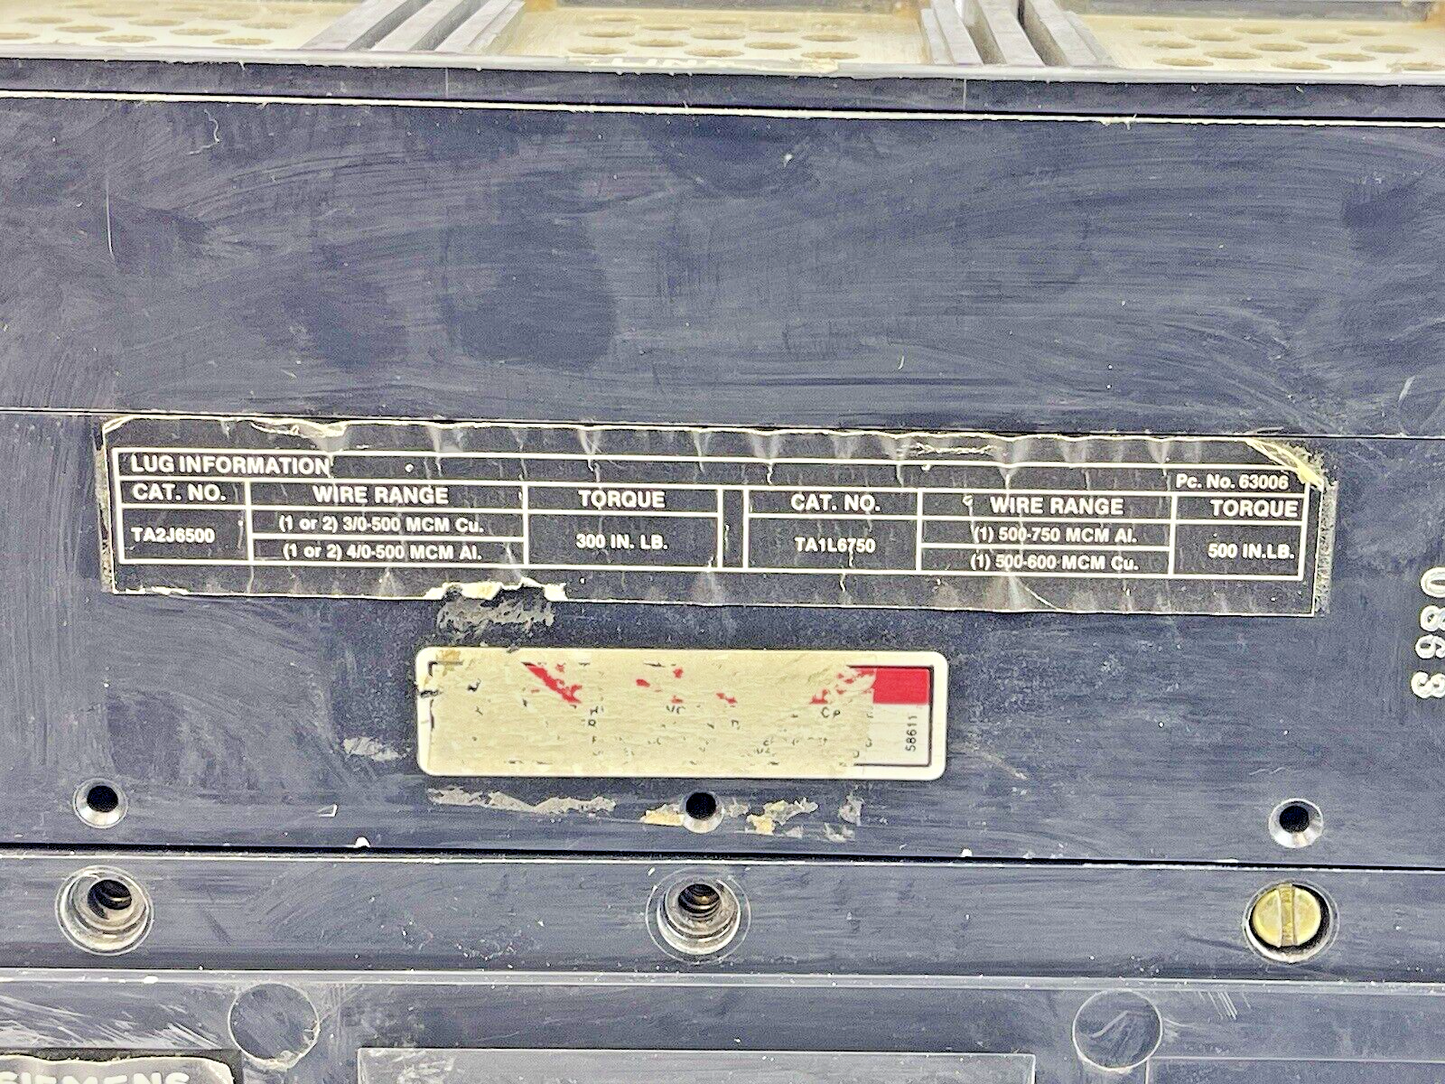 LINE
LUG INFORMATION
Pc. No. 63006
CAT. NO. WIRE RANGE TORQUE CAT. NO. WIRE RANGE TORQUE
TA2J6500 (1 or 2) 3/0-500 MCM Cu. 300 IN. LB. TA1L6750 (1) 500-750 MCM Al. 500 IN.LB.
(1 or 2) 4/0-500 MCM Al. (1) 500-600 MCM Cu.
58611
SIEMENS